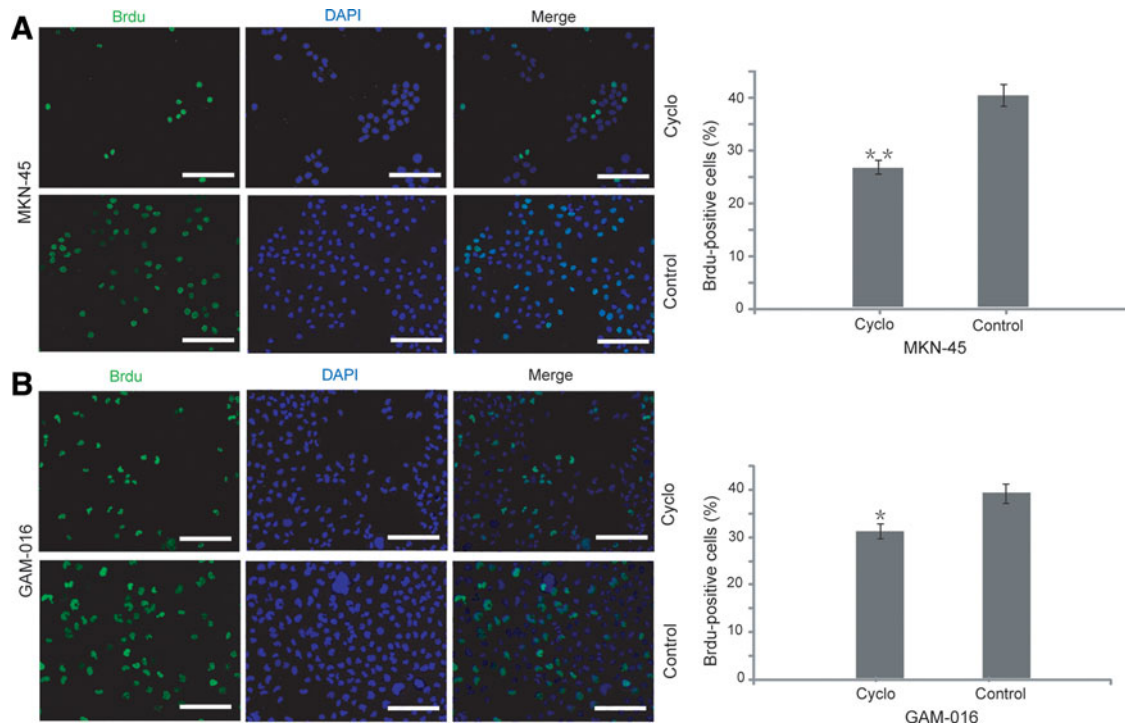 A
Brdu
DAPI
Merge
MKN-45
Cyclo
Control
Brdu-positive cells (%)
40
30
20
10
0
**
Cyclo
Control
MKN-45
B
Brdu
DAPI
Merge
GAM-016
Cyclo
Control
Brdu-positive cells (%)
40
30
30
10
0
*
Cyclo
Control
GAM-016